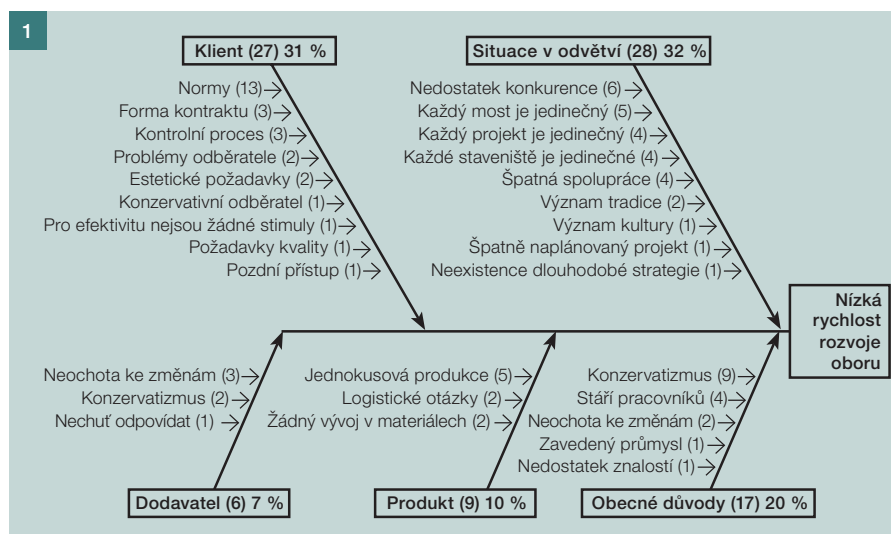 1
Klient (27) 31 %
Normy (13)
Forma kontraktu (3)
Kontrolní proces (3)
Problémy odběratele (2)
Estetické požadavky (2)
Konzervativní odběratel (1)
Pro efektivitu nejsou žádné stimuly (1)
Požadavky kvality (1)
Pozdní přístup (1)
Situace v odvětví (28) 32 %
Nedostatek konkurence (6)
Každý most je jedinečný (5)
Každý projekt je jedinečný (4)
Každé staveniště je jedinečné (4)
Špatná spolupráce (4)
Význam tradice (2)
Význam kultury (1)
Špatně naplánovaný projekt (1)
Neexistence dlouhodobé strategie (1)
Nízká
rychlost
rozvoje
oboru
Neochota ke změnám (3)
Konzervatizmus (2)
Nechuť odpovídat (1)
Dodavatel (6) 7 %
Jednokusová produkce (5)
Logistické otázky (2)
Žádný vývoj v materiálech (2)
Produkt (9) 10 %
Konzervatizmus (9)
Stáří pracovníků (4)
Neochota ke změnám (2)
Zavedený průmysl (1)
Nedostatek znalostí (1)
Obecné důvody (17) 20 %